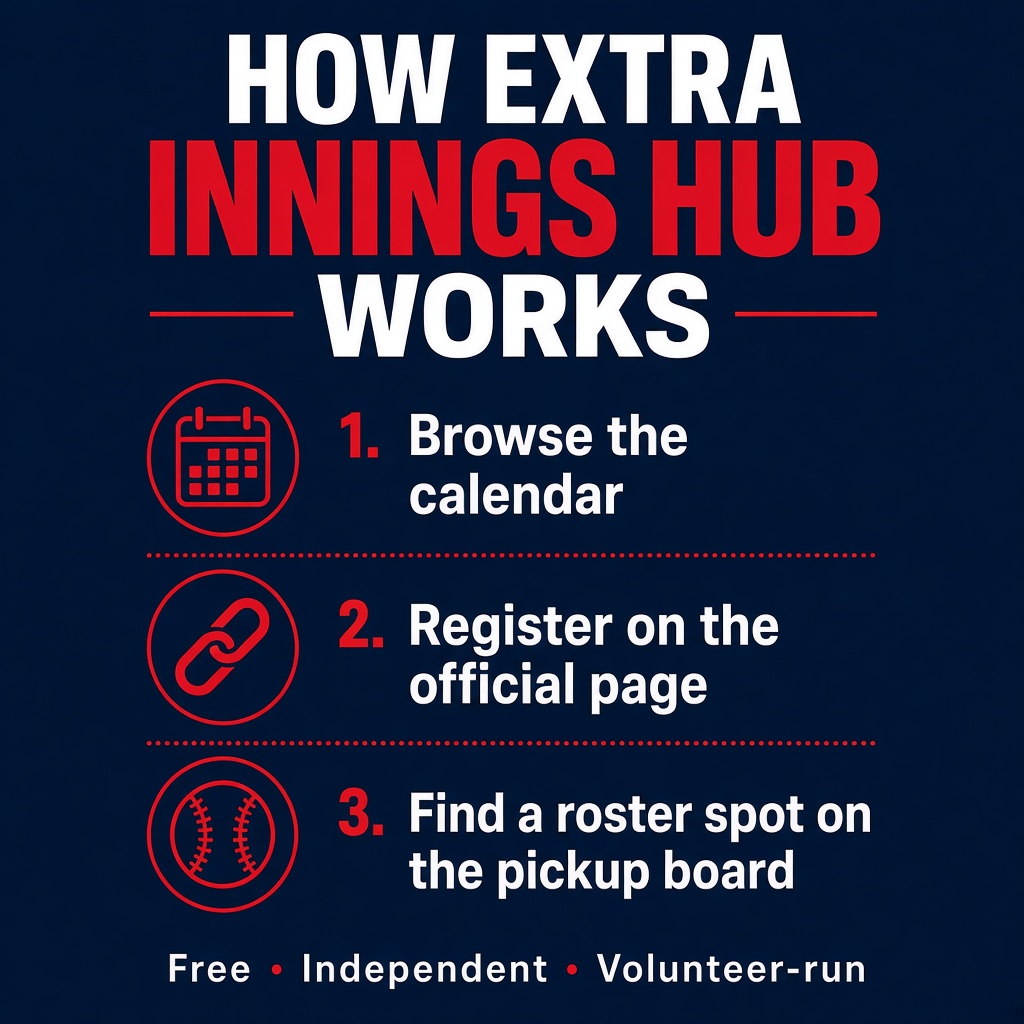 HOW EXTRA
INNINGS HUB
WORKS
1. Browse the
calendar
2. Register on the
official page
3. Find a roster spot on
the pickup board
Free • Independent • Volunteer-run